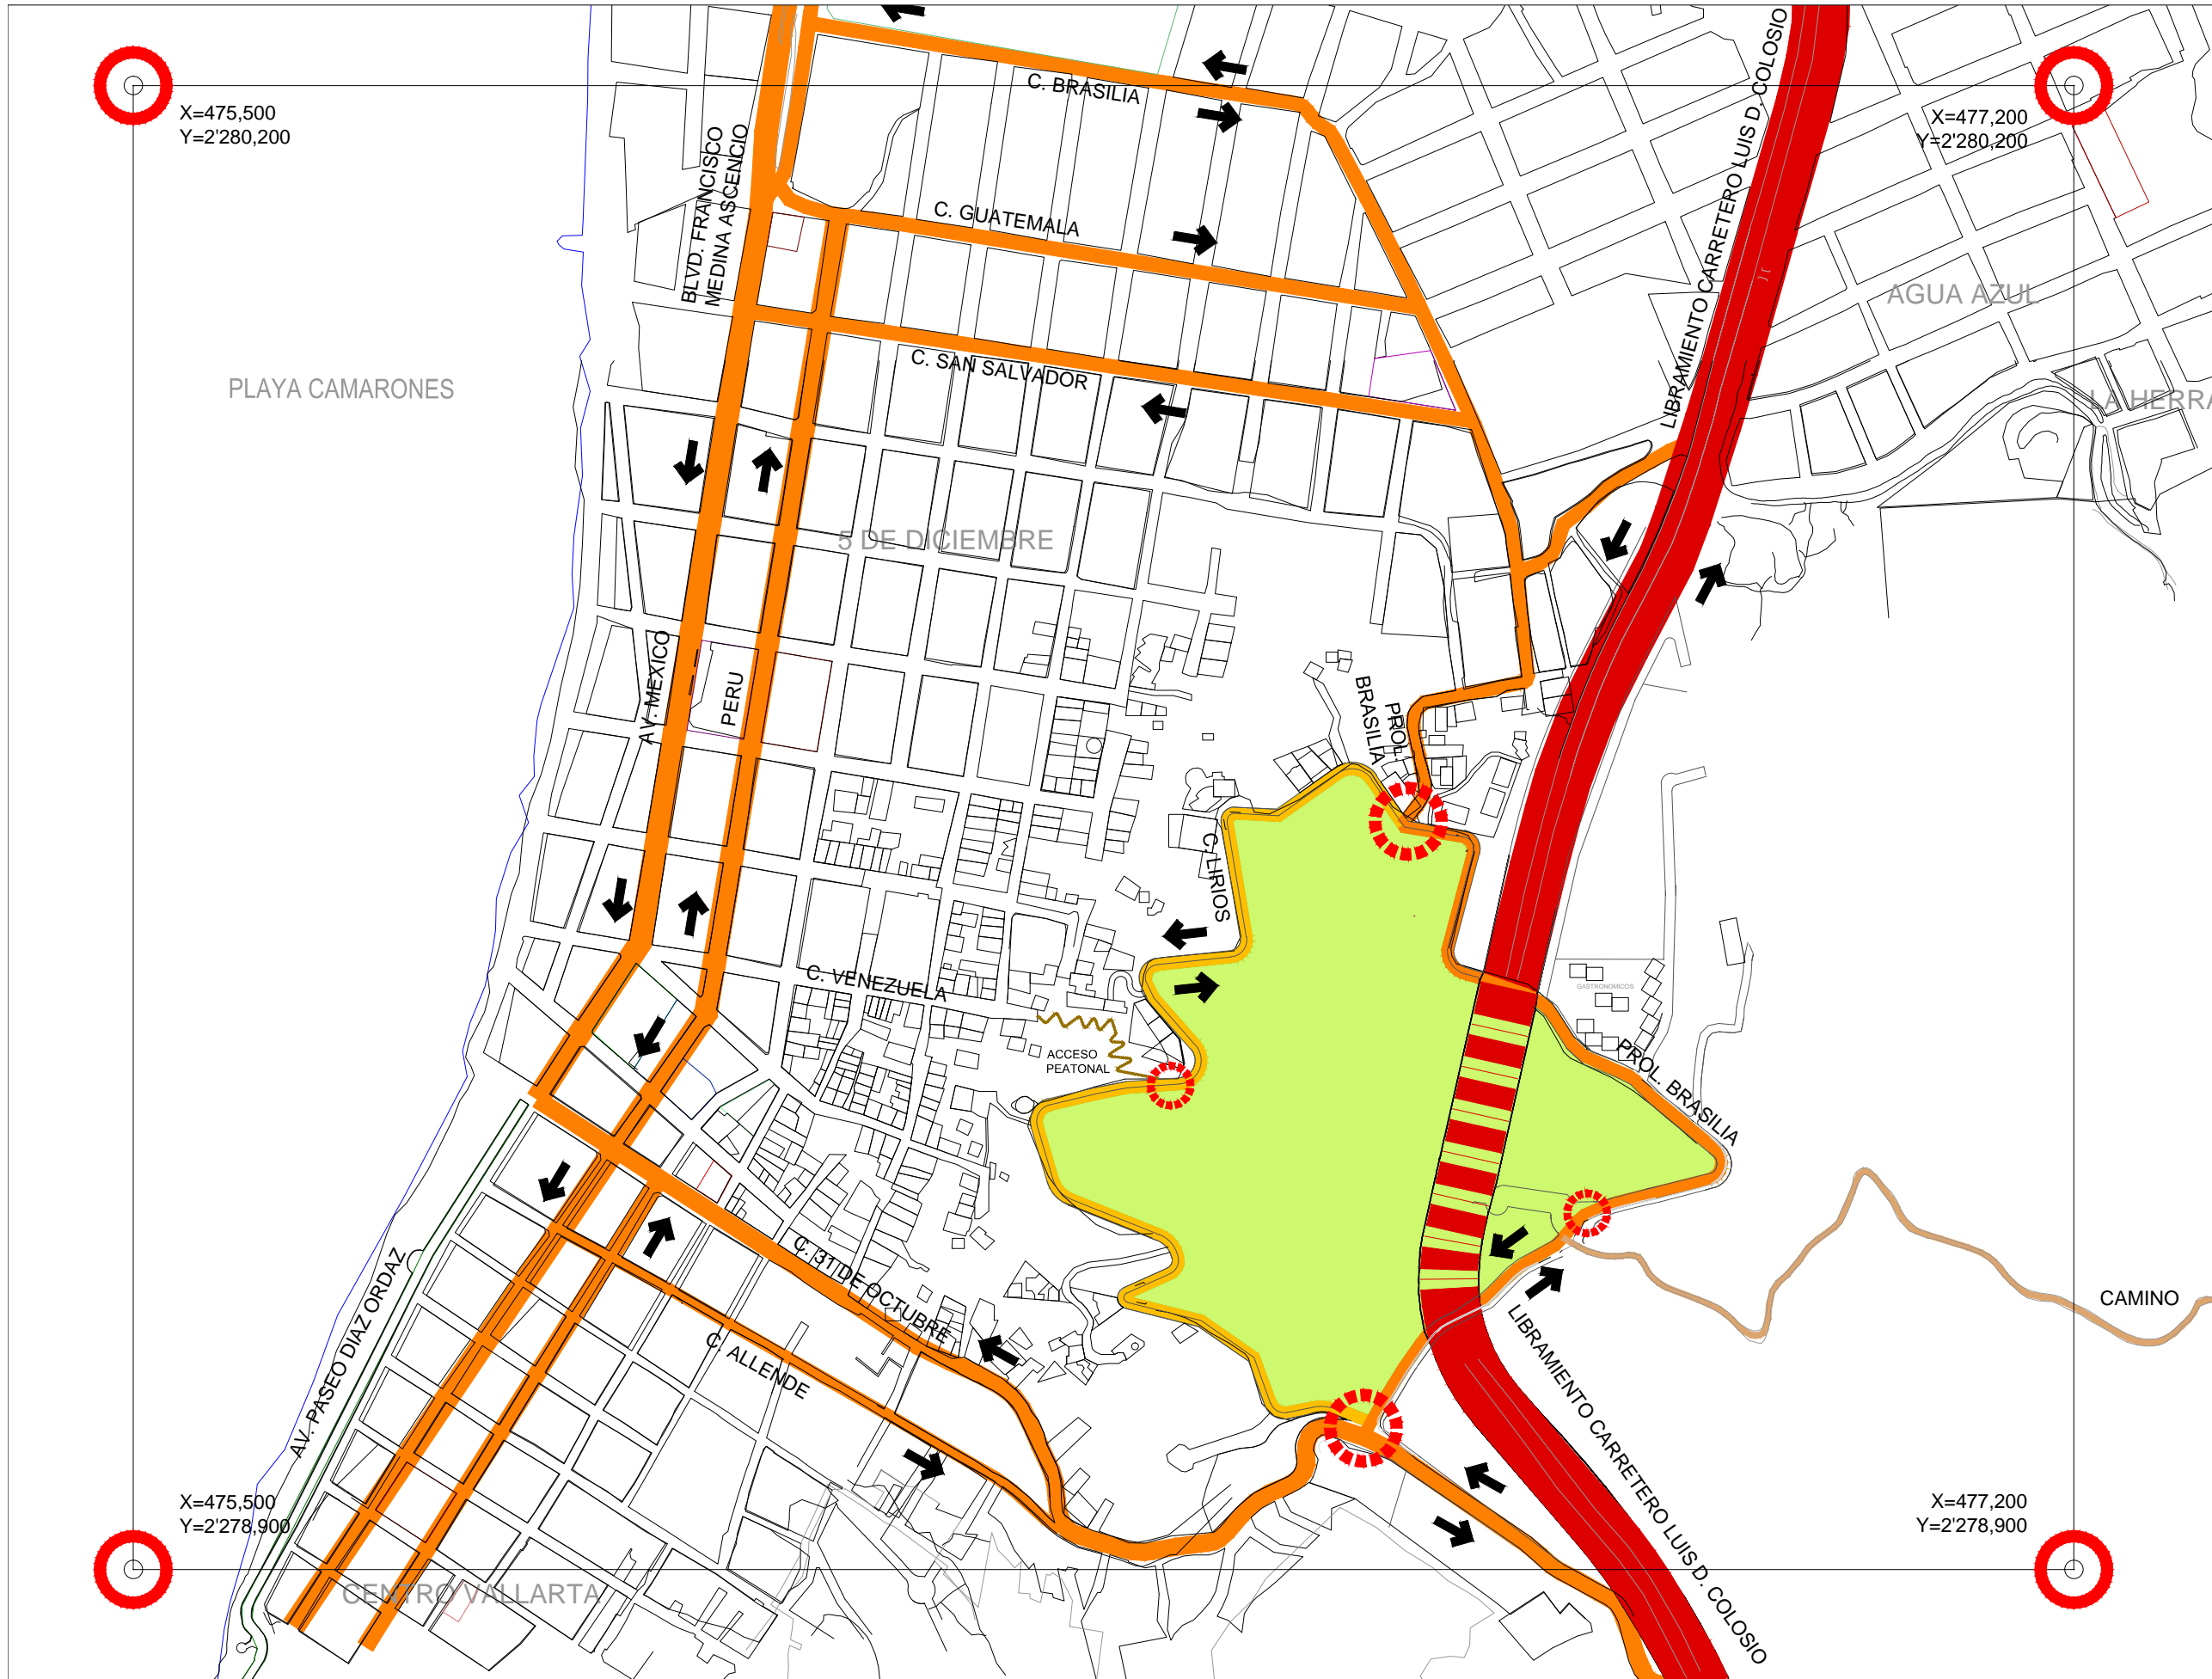 C. BRASILIA
X=475,500
Y=2'280,200
X=477,200
Y=2'280,200
BLVD. FRANCISCO
MEDINA ASCENCIO
LIBRAMIENTO CARRETERO LUIS D. COLOSIO
C. GUATEMALA
AGUA AZUL
C. SAN SALVADOR
PLAYA CAMARONES
LA HERRA
5 DE DICIEMBRE
AV. MEXICO
PERU
PROL.
BRASILIA
C. LIRIOS
C. VENEZUELA
GASTRONOMICOS
ACCESO
PEATONAL
PROL. BRASILIA
C. 31 DE OCTUBRE
AV. PASEO DIAZ ORDAZ
C. ALLENDE
CAMINO
LIBRAMIENTO CARRETERO LUIS D. COLOSIO
X=475,500
Y=2'278,900
X=477,200
Y=2'278,900
CENTRO VALLARTA